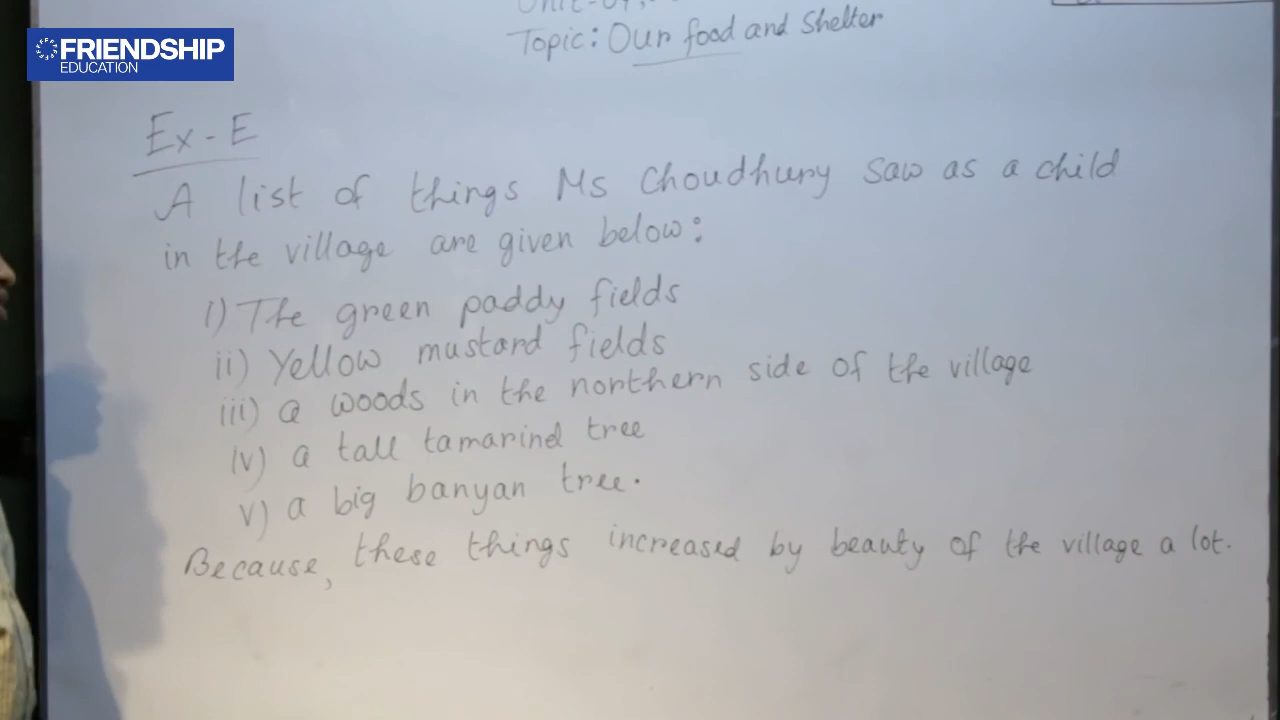 FRIENDSHIP
EDUCATION
Topic: Our food and Shelter
Ex-E
A list of things Ms Choudhury saw as a child
in the village are given below:
i) The green paddy fields
ii) Yellow mustard fields
iii) a woods in the northern side of the village
iv) a tall tamarind tree
v) a big banyan tree.
Because, these things increased by beauty of the village a lot.